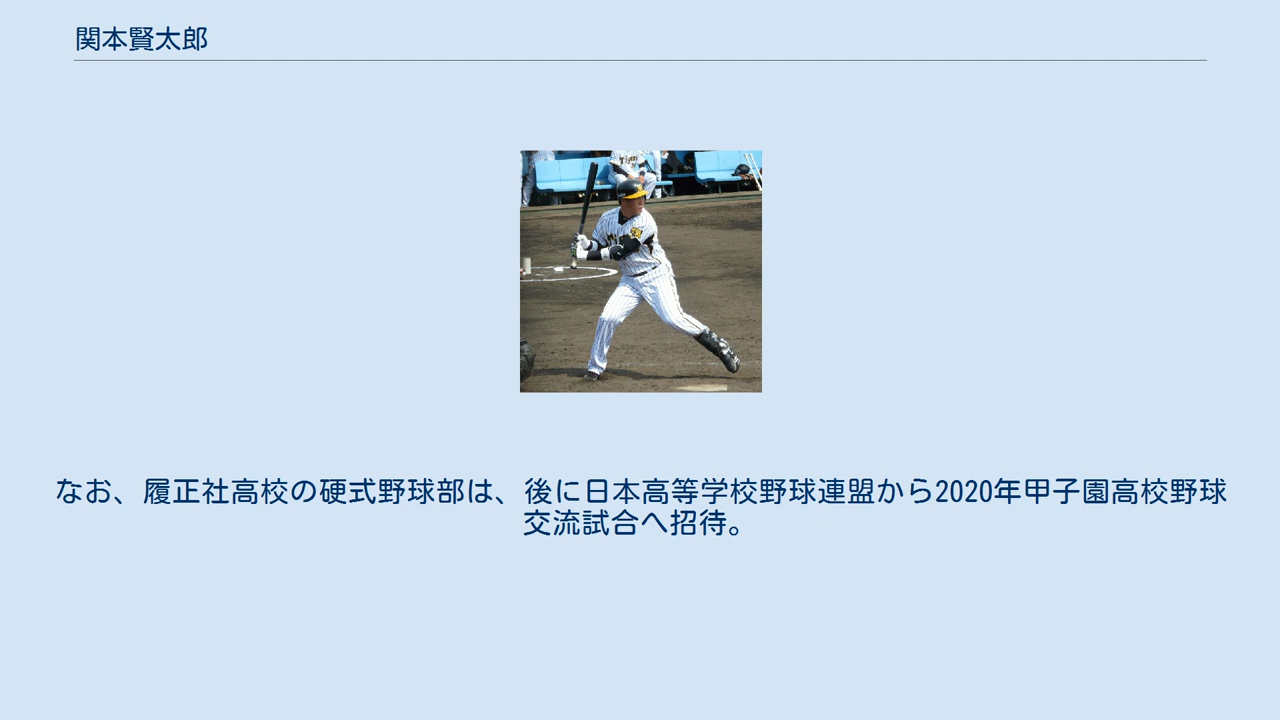 関本賢太郎
なお、履正社高校の硬式野球部は、後に日本高等学校野球連盟から2020年甲子園高校野球
交流試合へ招待。